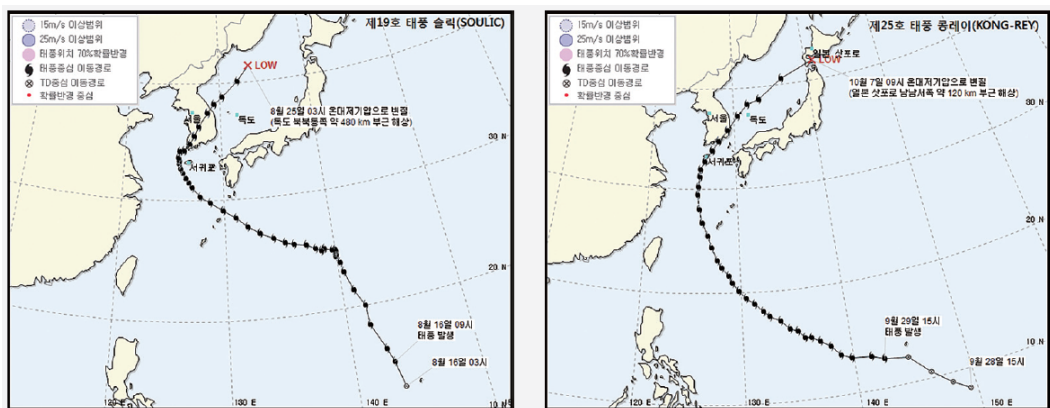 제19호 태풍 솔릭(SOULIC)
15m/s 이상범위
25m/s 이상범위
태풍위치 70%확률반경
태풍중심 이동경로
TD중심 이동경로
확률반경 중심
LOW
8월 25일 03시 온대저기압으로 변질
(독도 북북동쪽 약 480 km 부근 해상)
서울
독도
서귀포
30 N
20 N
10 N
8월 16일 09시
태풍 발생
8월 16일 03시
120 E
130 E
140 E
제25호 태풍 콩레이(KONG-REY)
15m/s 이상범위
25m/s 이상범위
태풍위치 70%확률반경
태풍중심 이동경로
TD중심 이동경로
확률반경 중심
일본 삿포로
LOW
10월 7일 09시 온대저기압으로 변질
(일본 삿포로 남남서쪽 약 120 km 부근 해상)
서울
독도
서귀포
30 N
20 N
10 N
9월 29일 15시
태풍 발생
9월 28일 15시
120 E
130 E
140 E
150 E